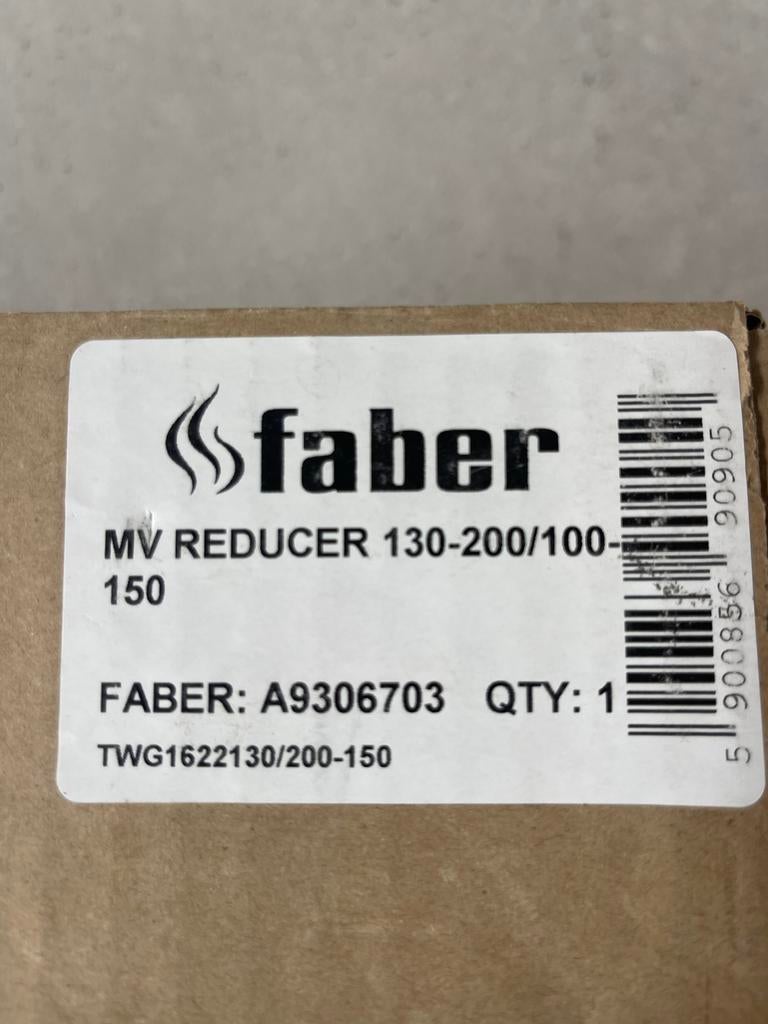 faber
MV REDUCER 130-200/100-
150
FABER: A9306703 QTY: 1
TWG1622130/200-150
5 900856 90905